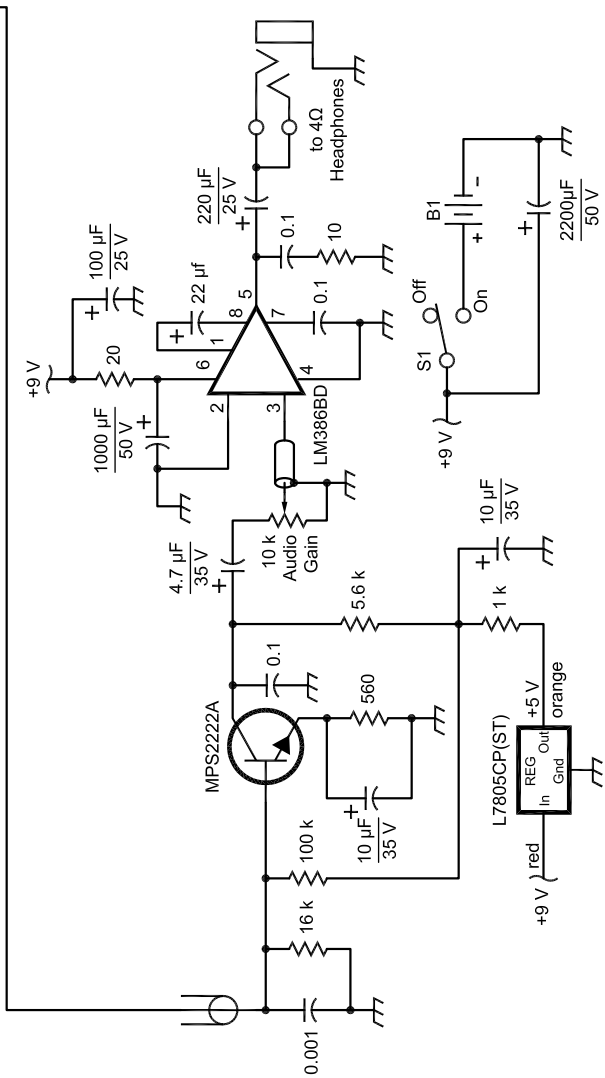 +9 V
100 µF
25 V
20
1000 µF
50 V
2
6
1
8
22 µf
5
7
3
4
0.1
0.1
10
220 µF
25 V
to 4Ω
Headphones
LM386BD
4.7 µF
35 V
10 k
Audio
Gain
MPS2222A
0.1
5.6 k
560
10 µF
35 V
100 k
16 k
0.001
10 µF
35 V
1 k
L7805CP(ST)
REG
In
Out
Gnd
+5 V
orange
+9 V
red
+9 V
S1
Off
On
B1
+
-
+
2200µF
50 V
+
+
+
+
+
+
+